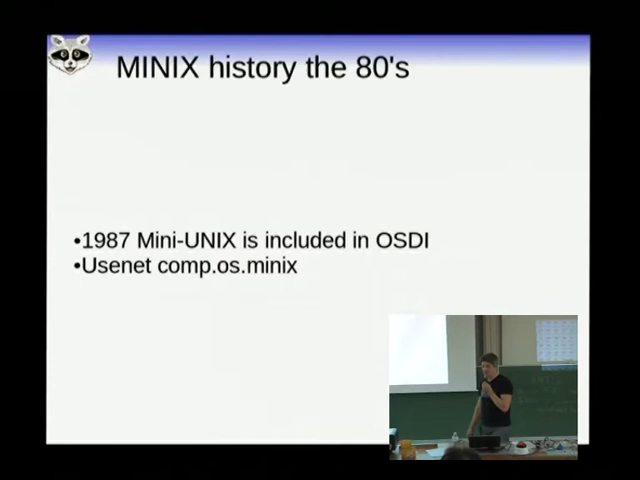 MINIX history the 80's
•1987 Mini-UNIX is included in OSDI
•Usenet comp.os.minix